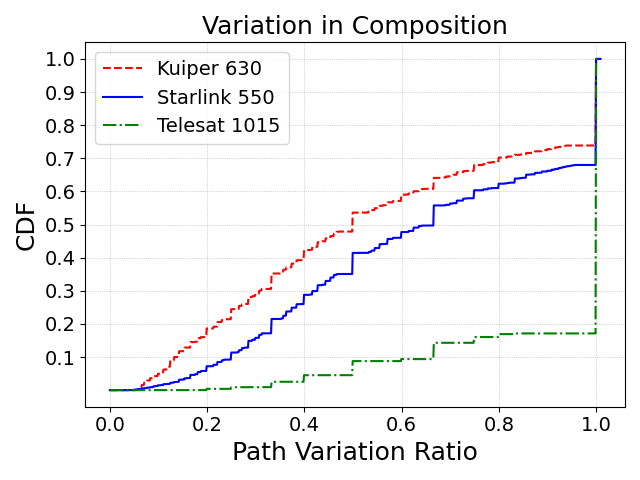 Variation in Composition
Kuiper 630
Starlink 550
Telesat 1015
1.0
0.9
0.8
0.7
0.6
0.5
0.4
0.3
0.2
0.1
CDF
0.0 0.2 0.4 0.6 0.8 1.0
Path Variation Ratio